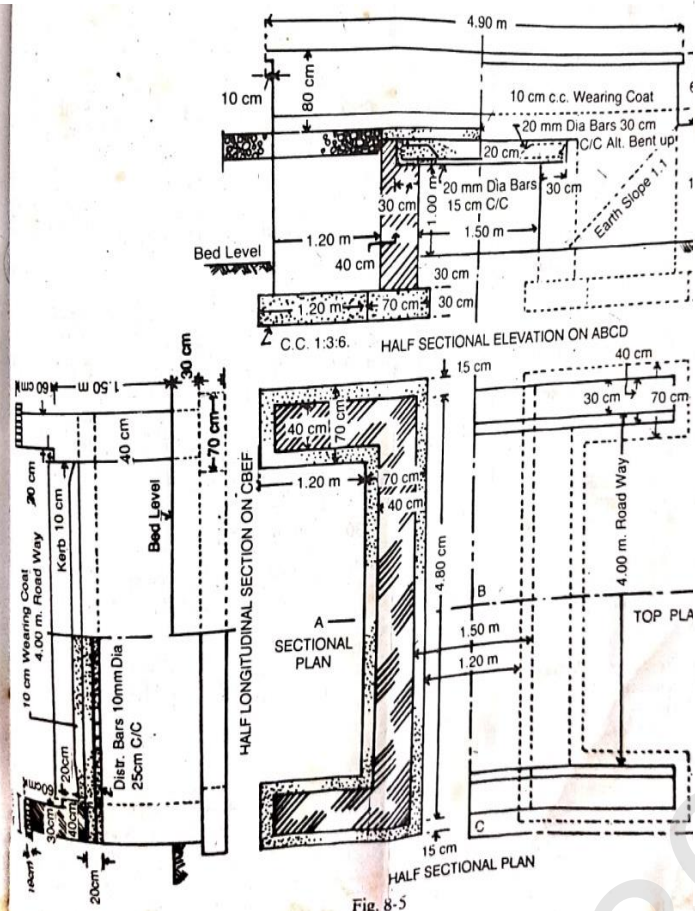 4.90 m
10 cm
80 cm
10 cm c.c. Wearing Coat
20 mm Dia Bars 30 cm
C/C Alt. Bent up
20 cm
20 mm Dia Bars
15 cm C/C
30 cm
30 cm
1.00 m
1.20 m
1.50 m
Earth Slope 1.1
Bed Level
40 cm
30 cm
1.20 m
70 cm
30 cm
C.C. 1:3:6.
HALF SECTIONAL ELEVATION ON ABCD
60 cm
1.50 m
30 cm
40 cm
70 cm
20 cm
Kerb 10 cm
Bed Level
10 cm Wearing Coat
4.00 m. Road Way
Distr. Bars 10mm Dia
25cm C/C
60cm
20cm
30cm
40cm
20cm
HALF LONGITUDINAL SECTION ON CBEF
15 cm
40 cm
70 cm
1.20 m
70 cm
40 cm
4.80 cm
A
SECTIONAL
PLAN
15 cm
40 cm
30 cm
70 cm
4.00 m. Road Way
B
TOP PLA
1.50 m
1.20 m
C
HALF SECTIONAL PLAN
Fig. 8-5